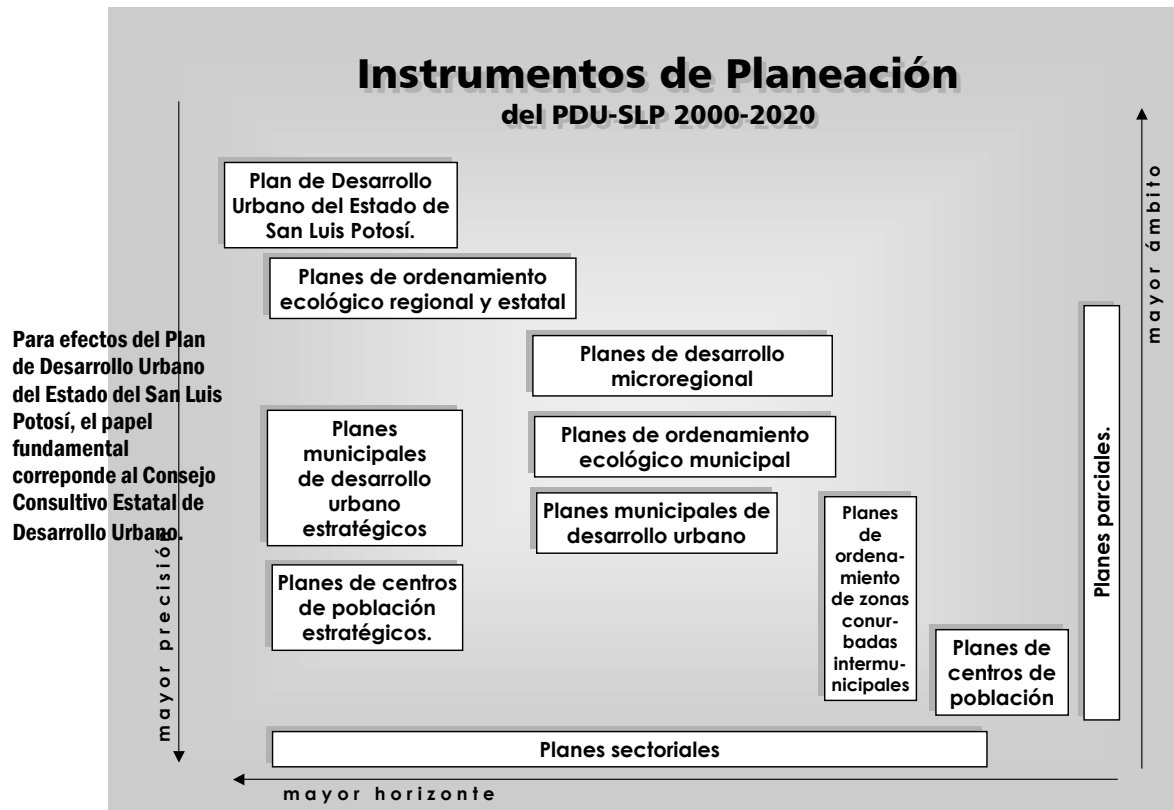 Instrumentos de Planeación
del PDU-SLP 2000-2020
Plan de Desarrollo
Urbano del Estado de
San Luis Potosí.
Planes de ordenamiento
ecológico regional y estatal
Para efectos del Plan
de Desarrollo Urbano
del Estado del San Luis
Potosí, el papel
fundamental
correponde al Consejo
Consultivo Estatal de
Desarrollo Urbano.
Planes de desarrollo
microregional
Planes
municipales
de desarrollo
urbano
estratégicos
Planes de ordenamiento
ecológico municipal
Planes municipales de
desarrollo urbano
Planes de centros
de población
estratégicos.
Planes
de
ordena-
miento
de zonas
conur-
badas
intermu-
nicipales
Planes de
centros de
población
Planes parciales.
Planes sectoriales
mayor precisión
mayor ámbito
mayor horizonte